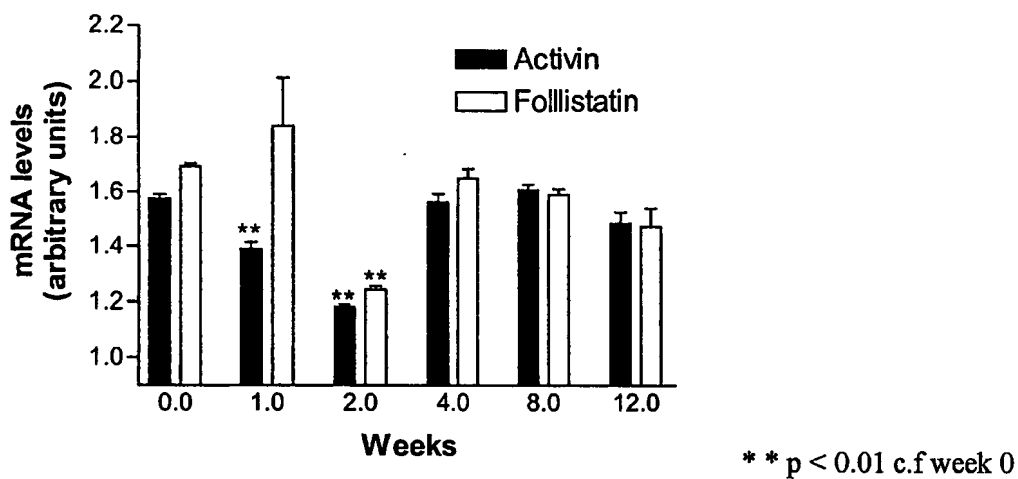 2.2
2.0
1.8
1.6
1.4
1.2
1.0
mRNA levels
(arbitrary units)
Activin
Folllistatin
**
**
**
0.0 1.0 2.0 4.0 8.0 12.0
Weeks
* * p < 0.01 c.f week 0